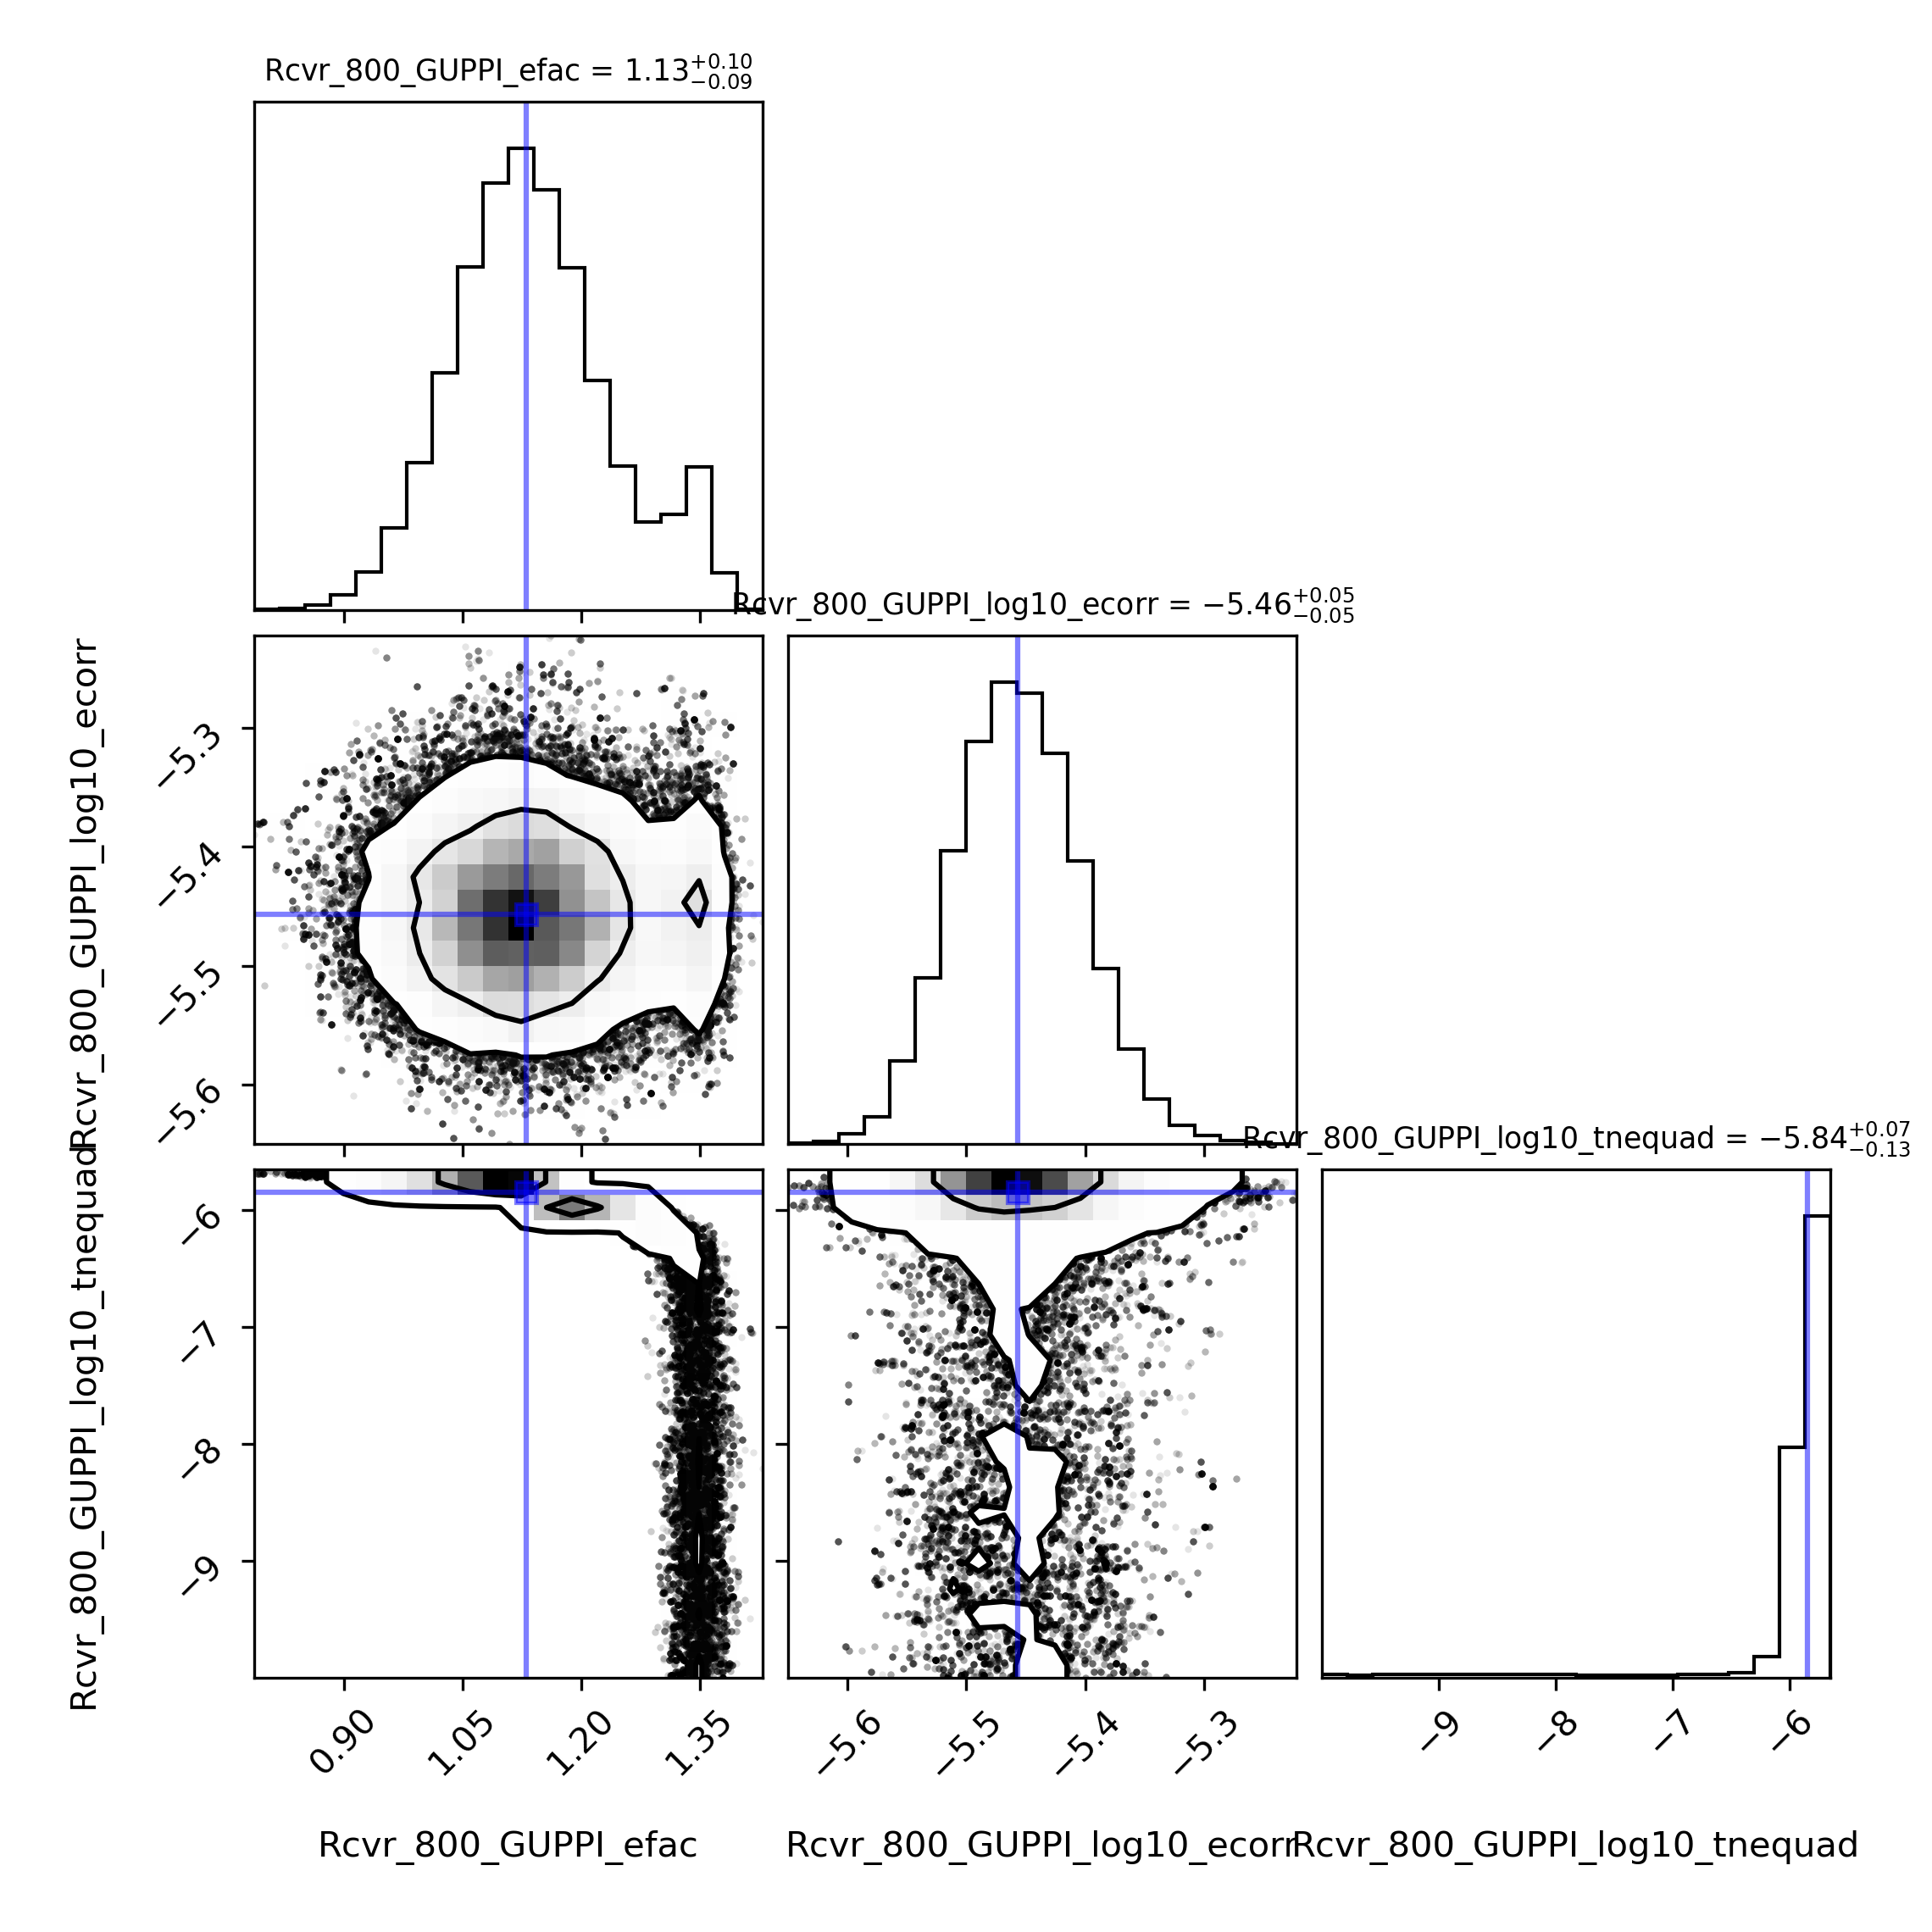 Rcvr_800_GUPPI_efac = 1.13+0.10−0.09
Rcvr_800_GUPPI_log10_ecorr = −5.46+0.05−0.05
Rcvr_800_GUPPI_log10_ecorr
−5.3
−5.4
−5.5
−5.6
Rcvr_800_GUPPI_log10_tnequad = −5.84+0.07−0.13
Rcvr_800_GUPPI_log10_tnequad
−6
−7
−8
−9
0.90 1.05 1.20 1.35
−5.6 −5.5 −5.4 −5.3
−9 −8 −7 −6
Rcvr_800_GUPPI_efac
Rcvr_800_GUPPI_log10_ecorr
Rcvr_800_GUPPI_log10_tnequad